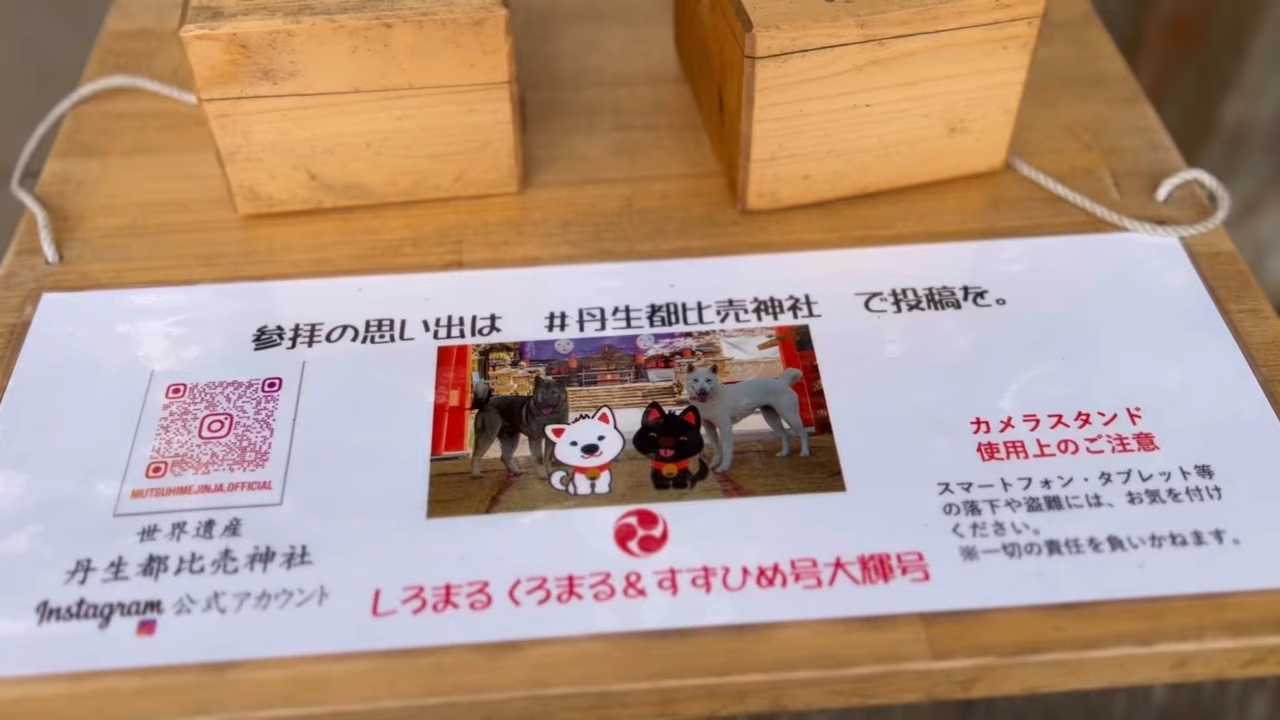 参拝の思い出は #丹生都比売神社 で投稿を。
NIUTSUHIMEJINJA.OFFICIAL
世界遺産
丹生都比売神社
Instagram 公式アカウント
しろまる くろまる&すずひめ号大輝号
カメラスタンド
使用上のご注意
スマートフォン・タブレット等
の落下や盗難には、お気を付け
ください。
※一切の責任を負いかねます。